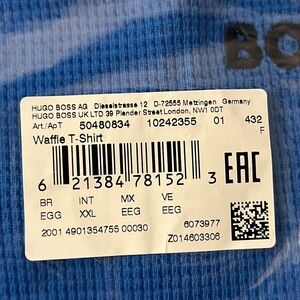 BO
HUGO BOSS AG Dieselstrasse 12 D-72555 Metzingen Germany
HUGO BOSS UK LTD 39 Plender Street London, NW1 0DT
Art./ApT 50480834 10242355 01 432
Waffle T-Shirt F
6 21384 78152 3 EAC
BR INT MX VE
EGG XXL EEG EEG
2001 4901354755 00030 6073977
Z014603306